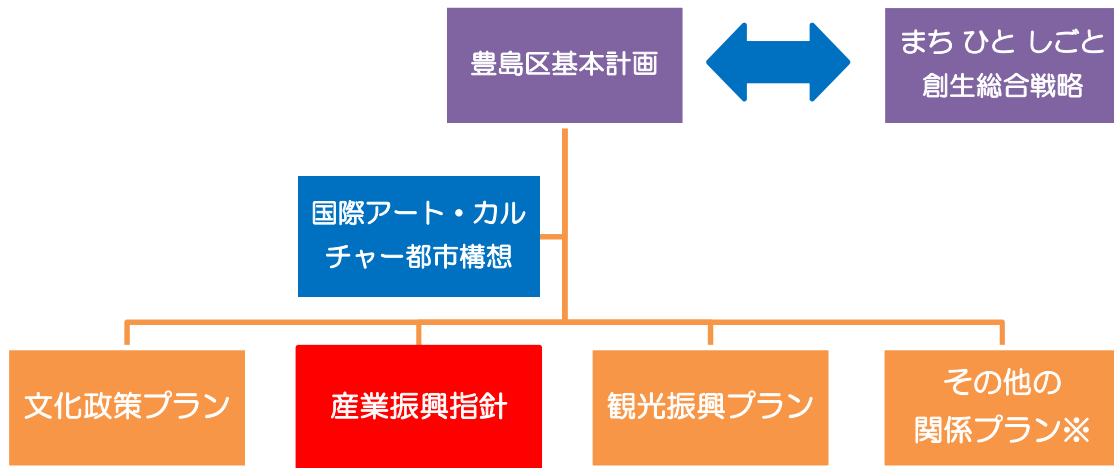 豊島区基本計画
まち ひと しごと
創生総合戦略
国際アート・カル
チャー都市構想
文化政策プラン
産業振興指針
観光振興プラン
その他の
関係プラン※